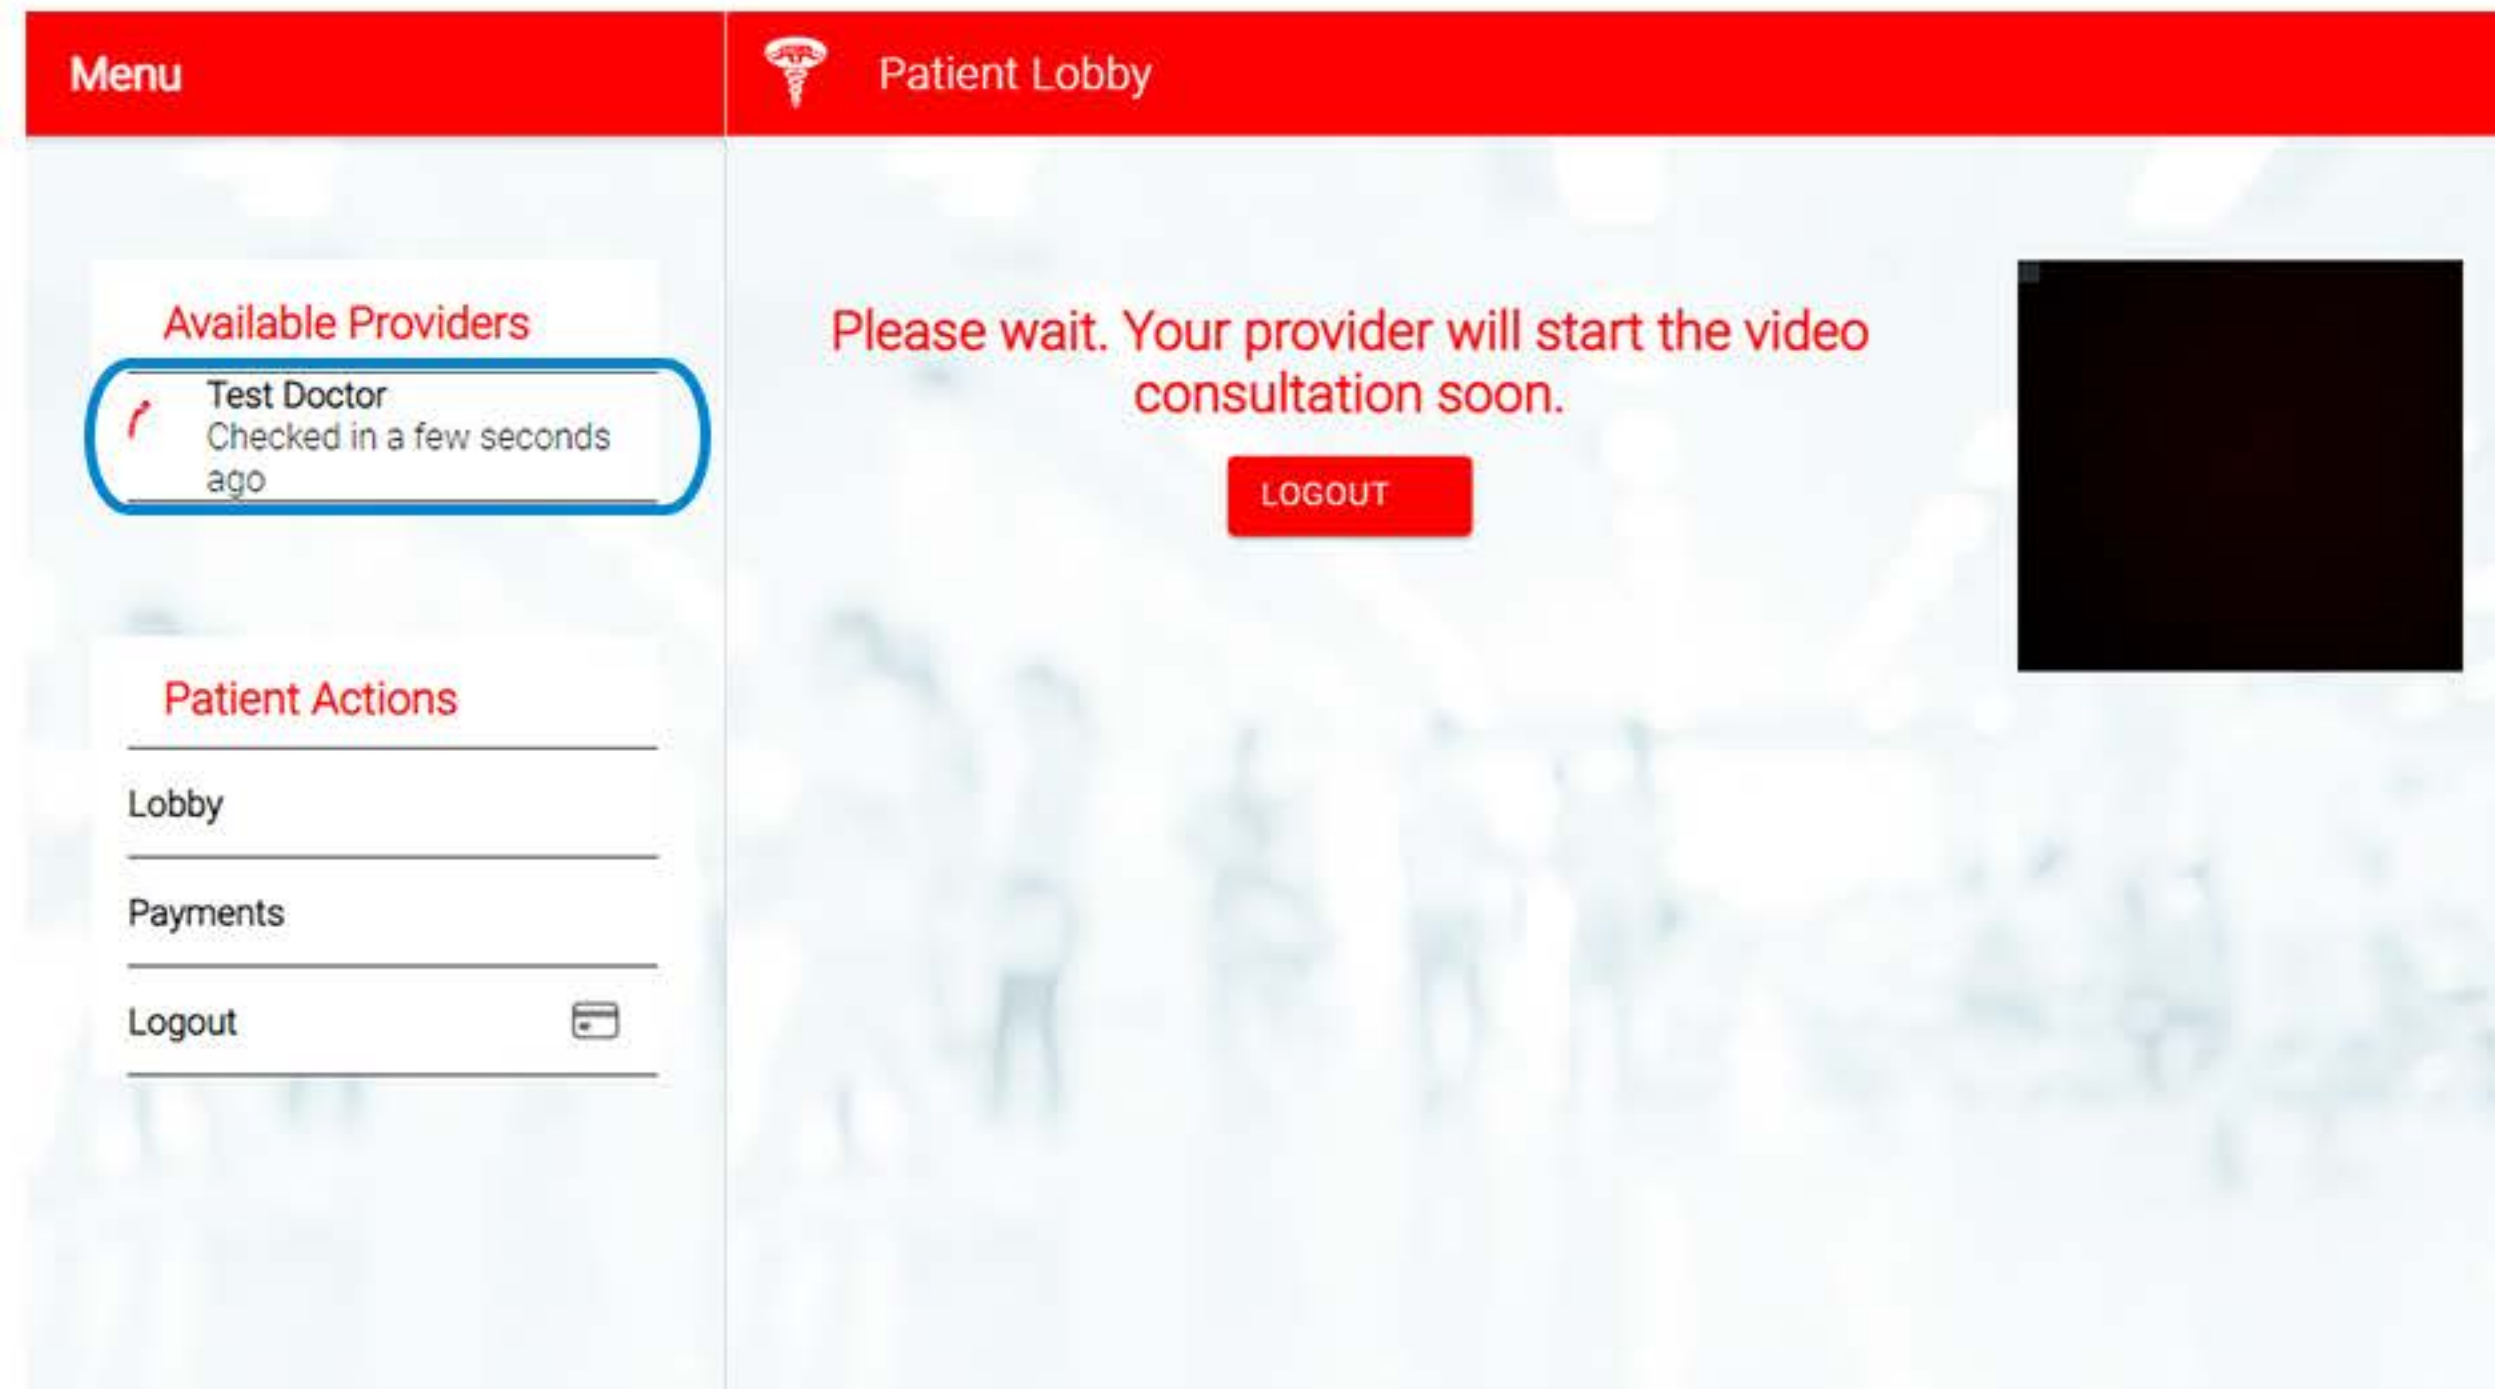 Menu
Patient Lobby
Available Providers
Test Doctor
Checked in a few seconds
ago
Please wait. Your provider will start the video
consultation soon.
LOGOUT
Patient Actions
Lobby
Payments
Logout